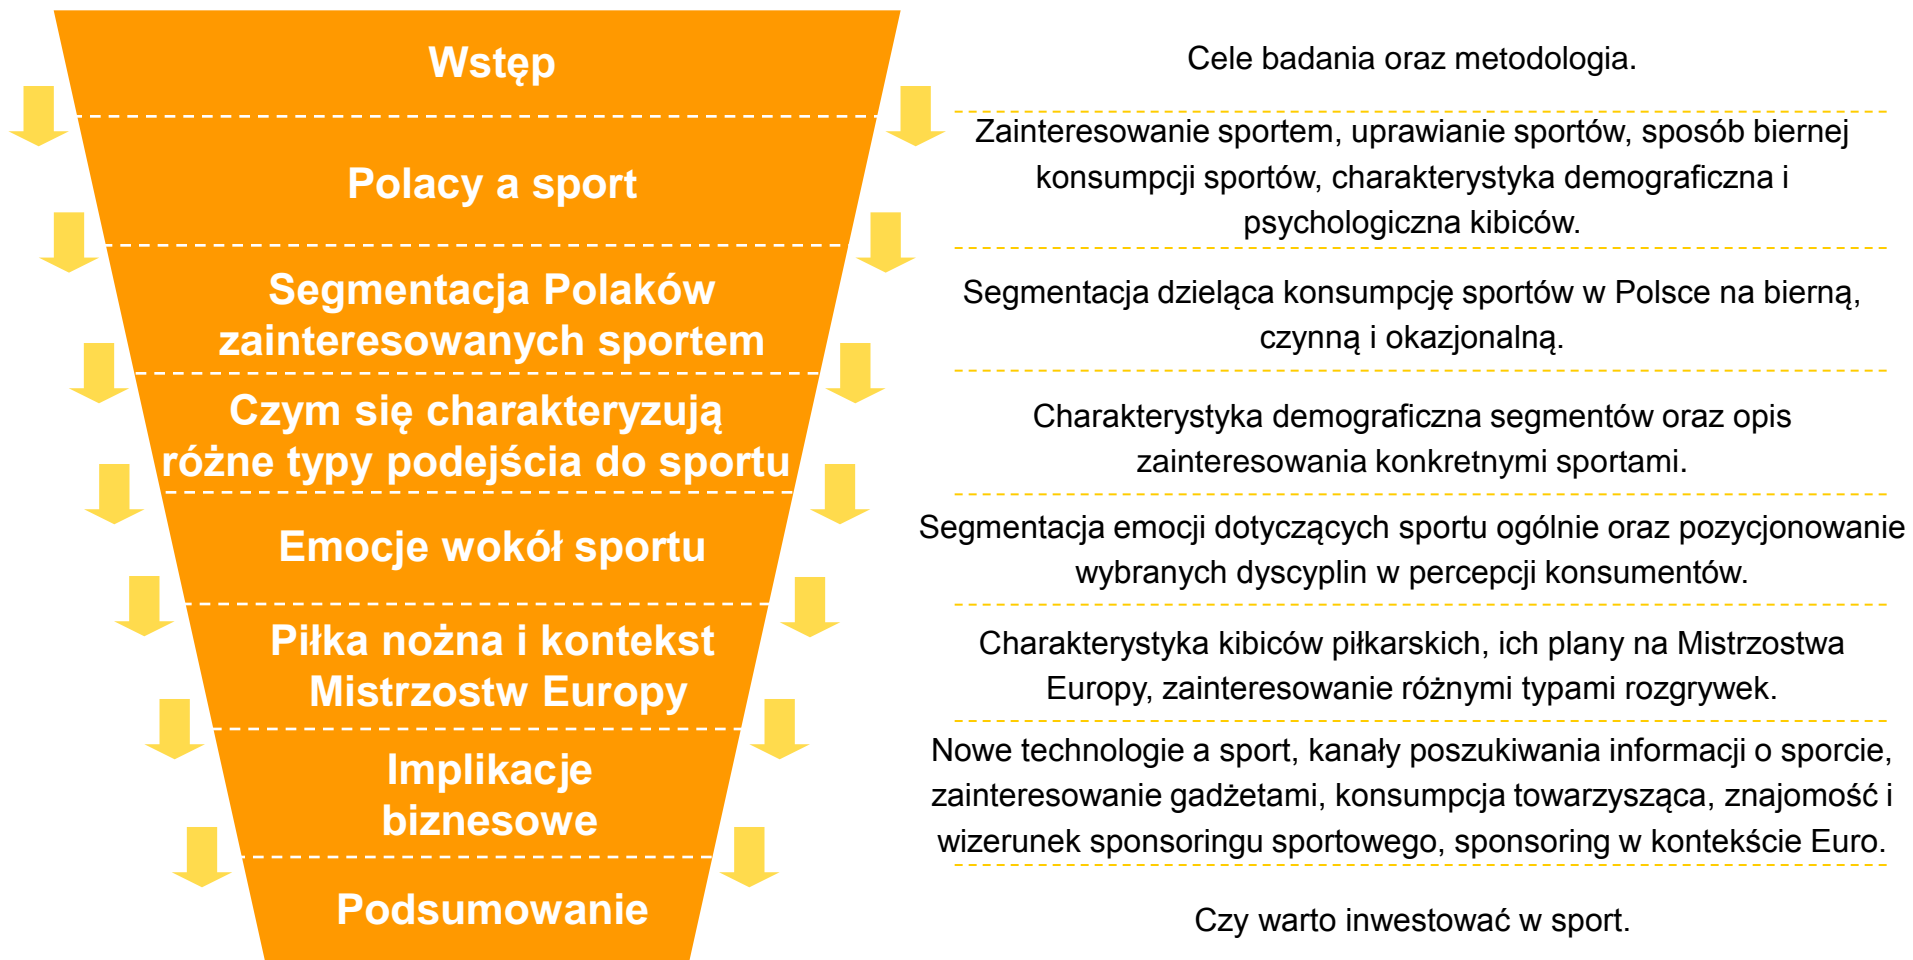 Wstęp
Cele badania oraz metodologia.
Polacy a sport
Zainteresowanie sportem, uprawianie sportów, sposób biernej
konsumpcji sportów, charakterystyka demograficzna i
psychologiczna kibiców.
Segmentacja Polaków
zainteresowanych sportem
Segmentacja dzieląca konsumpcję sportów w Polsce na bierną,
czynną i okazjonalną.
Czym się charakteryzują
różne typy podejścia do sportu
Charakterystyka demograficzna segmentów oraz opis
zainteresowania konkretnymi sportami.
Emocje wokół sportu
Segmentacja emocji dotyczących sportu ogólnie oraz pozycjonowanie
wybranych dyscyplin w percepcji konsumentów.
Piłka nożna i kontekst
Mistrzostw Europy
Charakterystyka kibiców piłkarskich, ich plany na Mistrzostwa
Europy, zainteresowanie różnymi typami rozgrywek.
Implikacje
biznesowe
Nowe technologie a sport, kanały poszukiwania informacji o sporcie,
zainteresowanie gadżetami, konsumpcja towarzysząca, znajomość i
wizerunek sponsoringu sportowego, sponsoring w kontekście Euro.
Podsumowanie
Czy warto inwestować w sport.